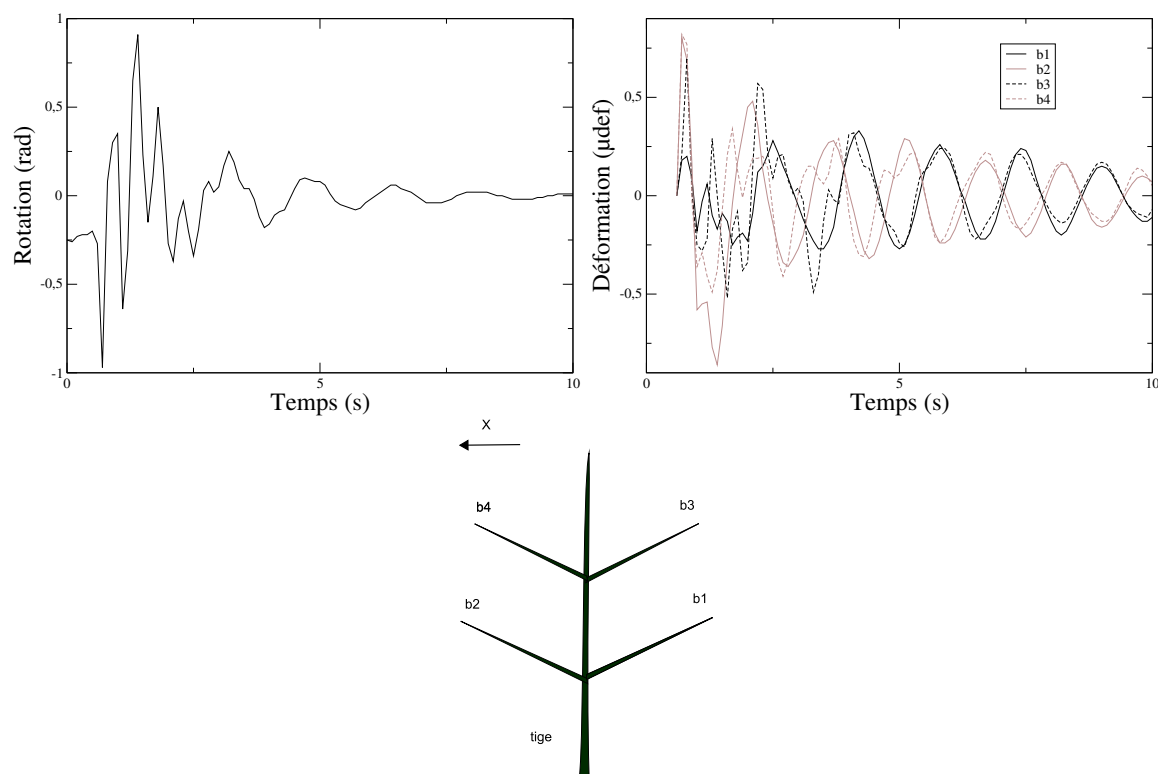 1
0,5
0
-0,5
-1
Rotation (rad)
0
5
10
Temps (s)
0,5
0
-0,5
Déformation (µdef)
b1
b2
b3
b4
0
5
10
Temps (s)
X
b4
b3
b2
b1
tige